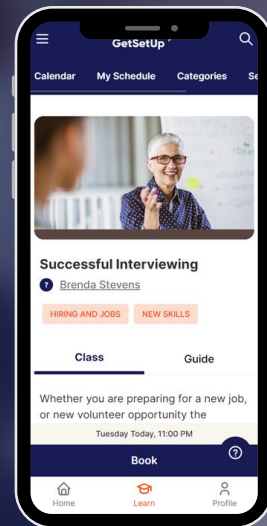 GetSetUp
Calendar My Schedule Categories Se
Successful Interviewing
? Brenda Stevens
HIRING AND JOBS NEW SKILLS
Class Guide
Whether you are preparing for a new job,
or new volunteer opportunity the
Tuesday Today, 11:00 PM
Book ?
Home Learn Profile